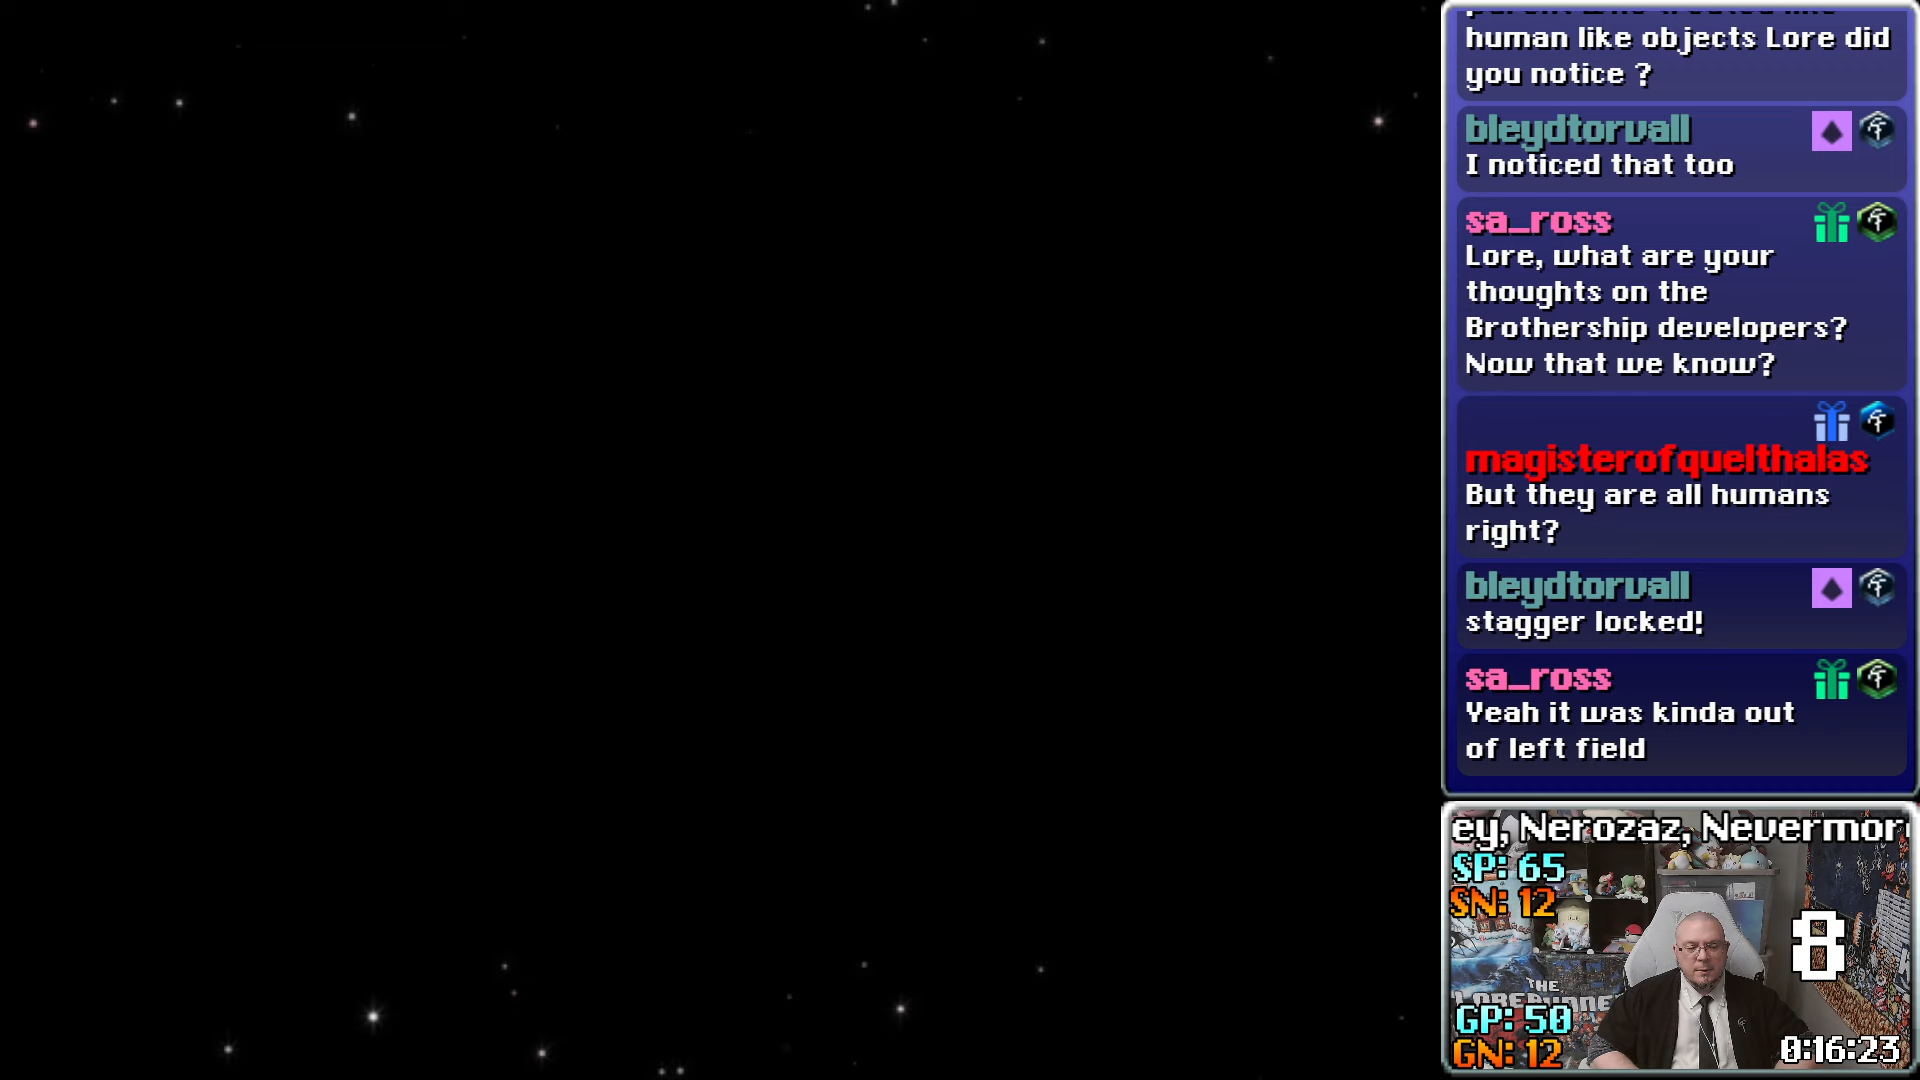 human like objects Lore did
you notice ?
bleydtorvall
I noticed that too
sa_ross
Lore, what are your
thoughts on the
Brothership developers?
Now that we know?
magisterofquelthalas
But they are all humans
right?
bleydtorvall
stagger locked!
sa_ross
Yeah it was kinda out
of left field
ey, Nerozaz, Nevermor
SP: 65
SN: 12
8
THE
GP: 50
GN: 12
0:16:23